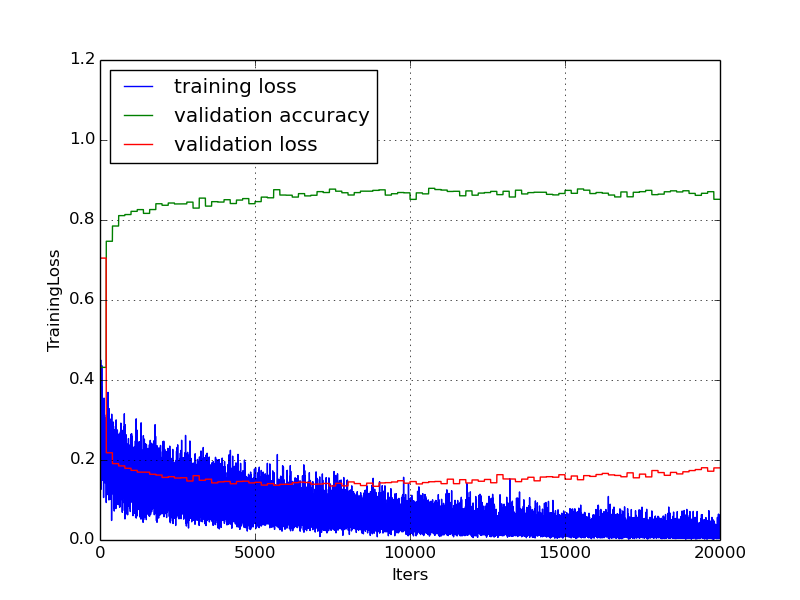 1.2
1.0
0.8
0.6
0.4
0.2
0.0
TrainingLoss
training loss
validation accuracy
validation loss
0
5000
10000
15000
20000
Iters